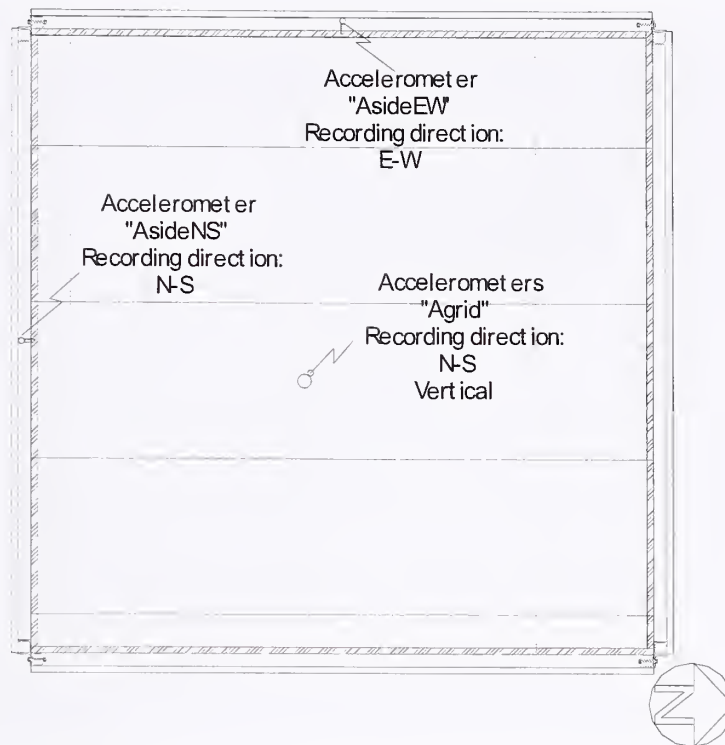 Accelerometer
"AsideEW"
Recording direction:
E-W
Accelerometer
"AsideNS"
Recording direction:
N-S
Accelerometers
"Agrid"
Recording direction:
N-S
Vertical
N